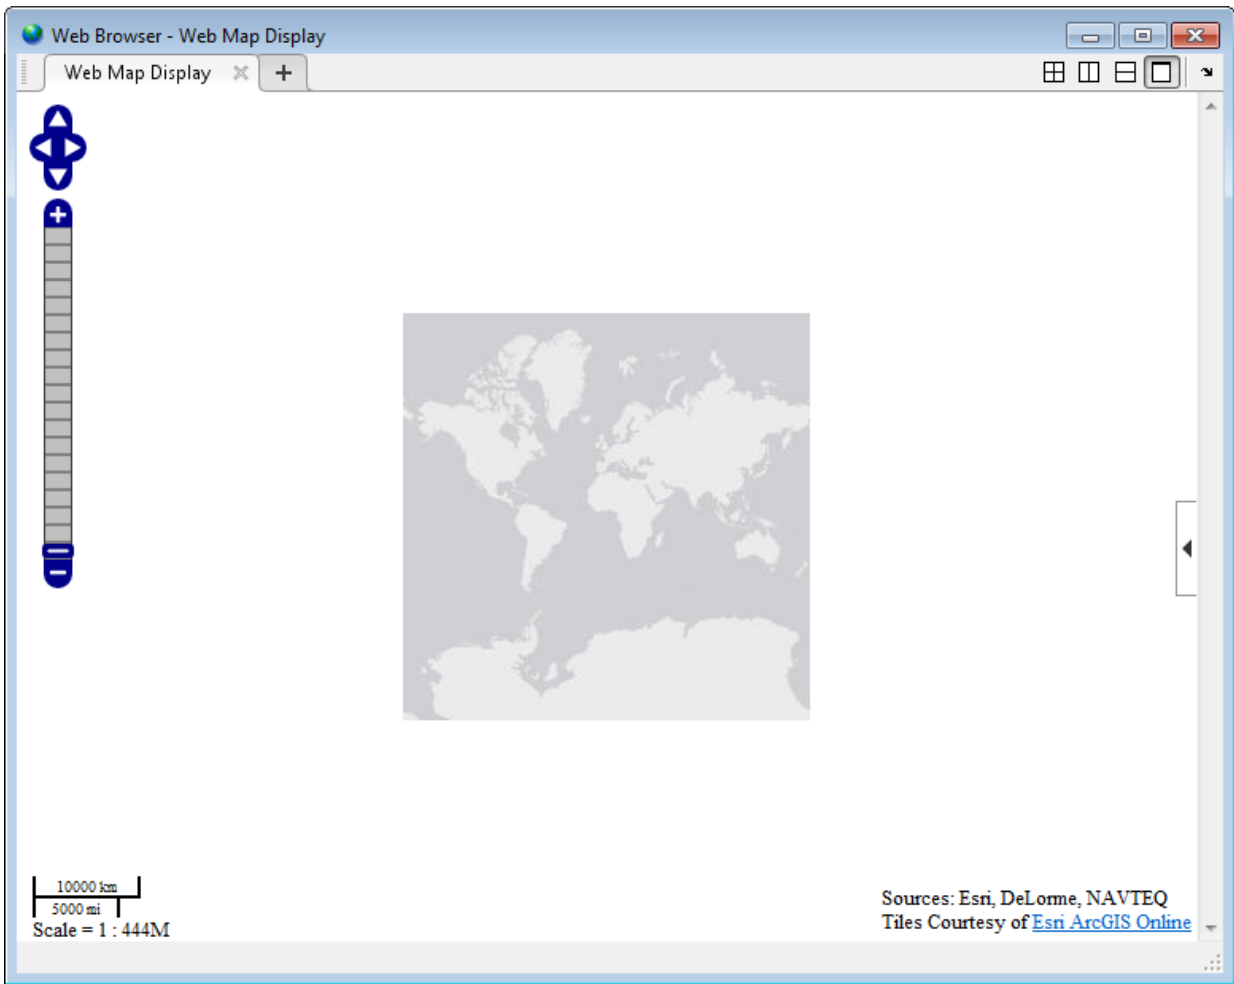 Web Browser - Web Map Display
Web Map Display
10000 km
5000 mi
Scale = 1 : 444M
Sources: Esri, DeLorme, NAVTEQ
Tiles Courtesy of Esri ArcGIS Online